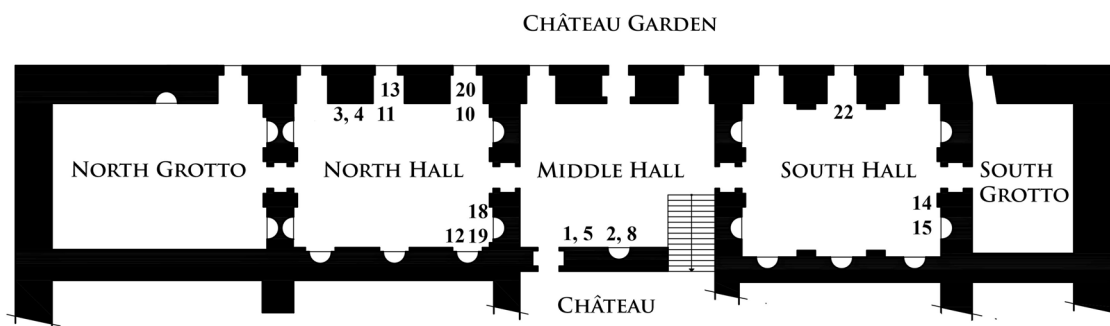 CHÂTEAU GARDEN
13
20
3, 4 11
10
22
NORTH GROTTO
NORTH HALL
MIDDLE HALL
SOUTH HALL
SOUTH
GROTTO
18
12 19
1, 5 2, 8
14
15
CHÂTEAU